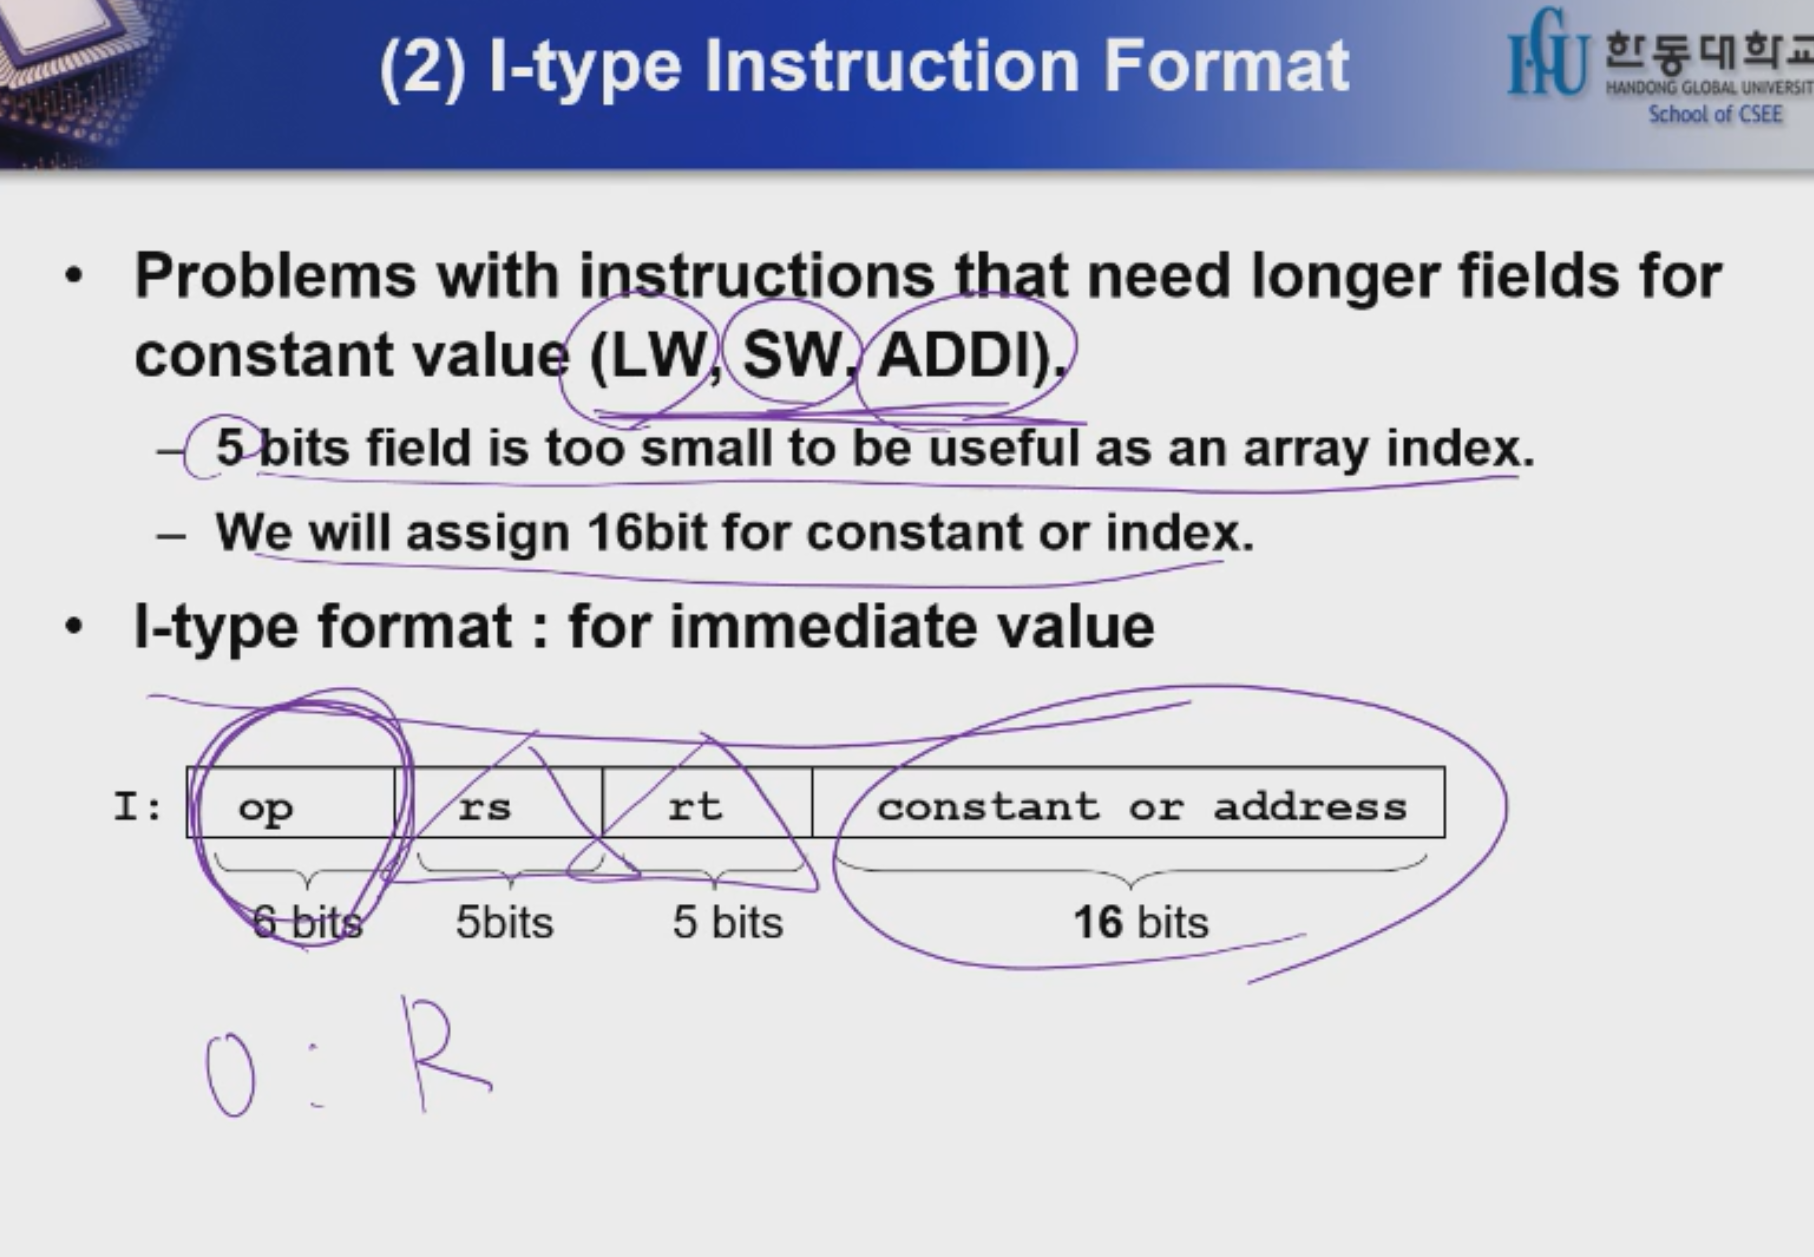 (2) I-type Instruction Format
HGU 한동대학교
HANDONG GLOBAL UNIVERSIT
School of CSEE
• Problems with instructions that need longer fields for
constant value (LW, SW, ADDI).
– 5 bits field is too small to be useful as an array index.
– We will assign 16bit for constant or index.
• I-type format : for immediate value
I: op rs rt constant or address
6 bits 5bits 5 bits 16 bits
0 : R